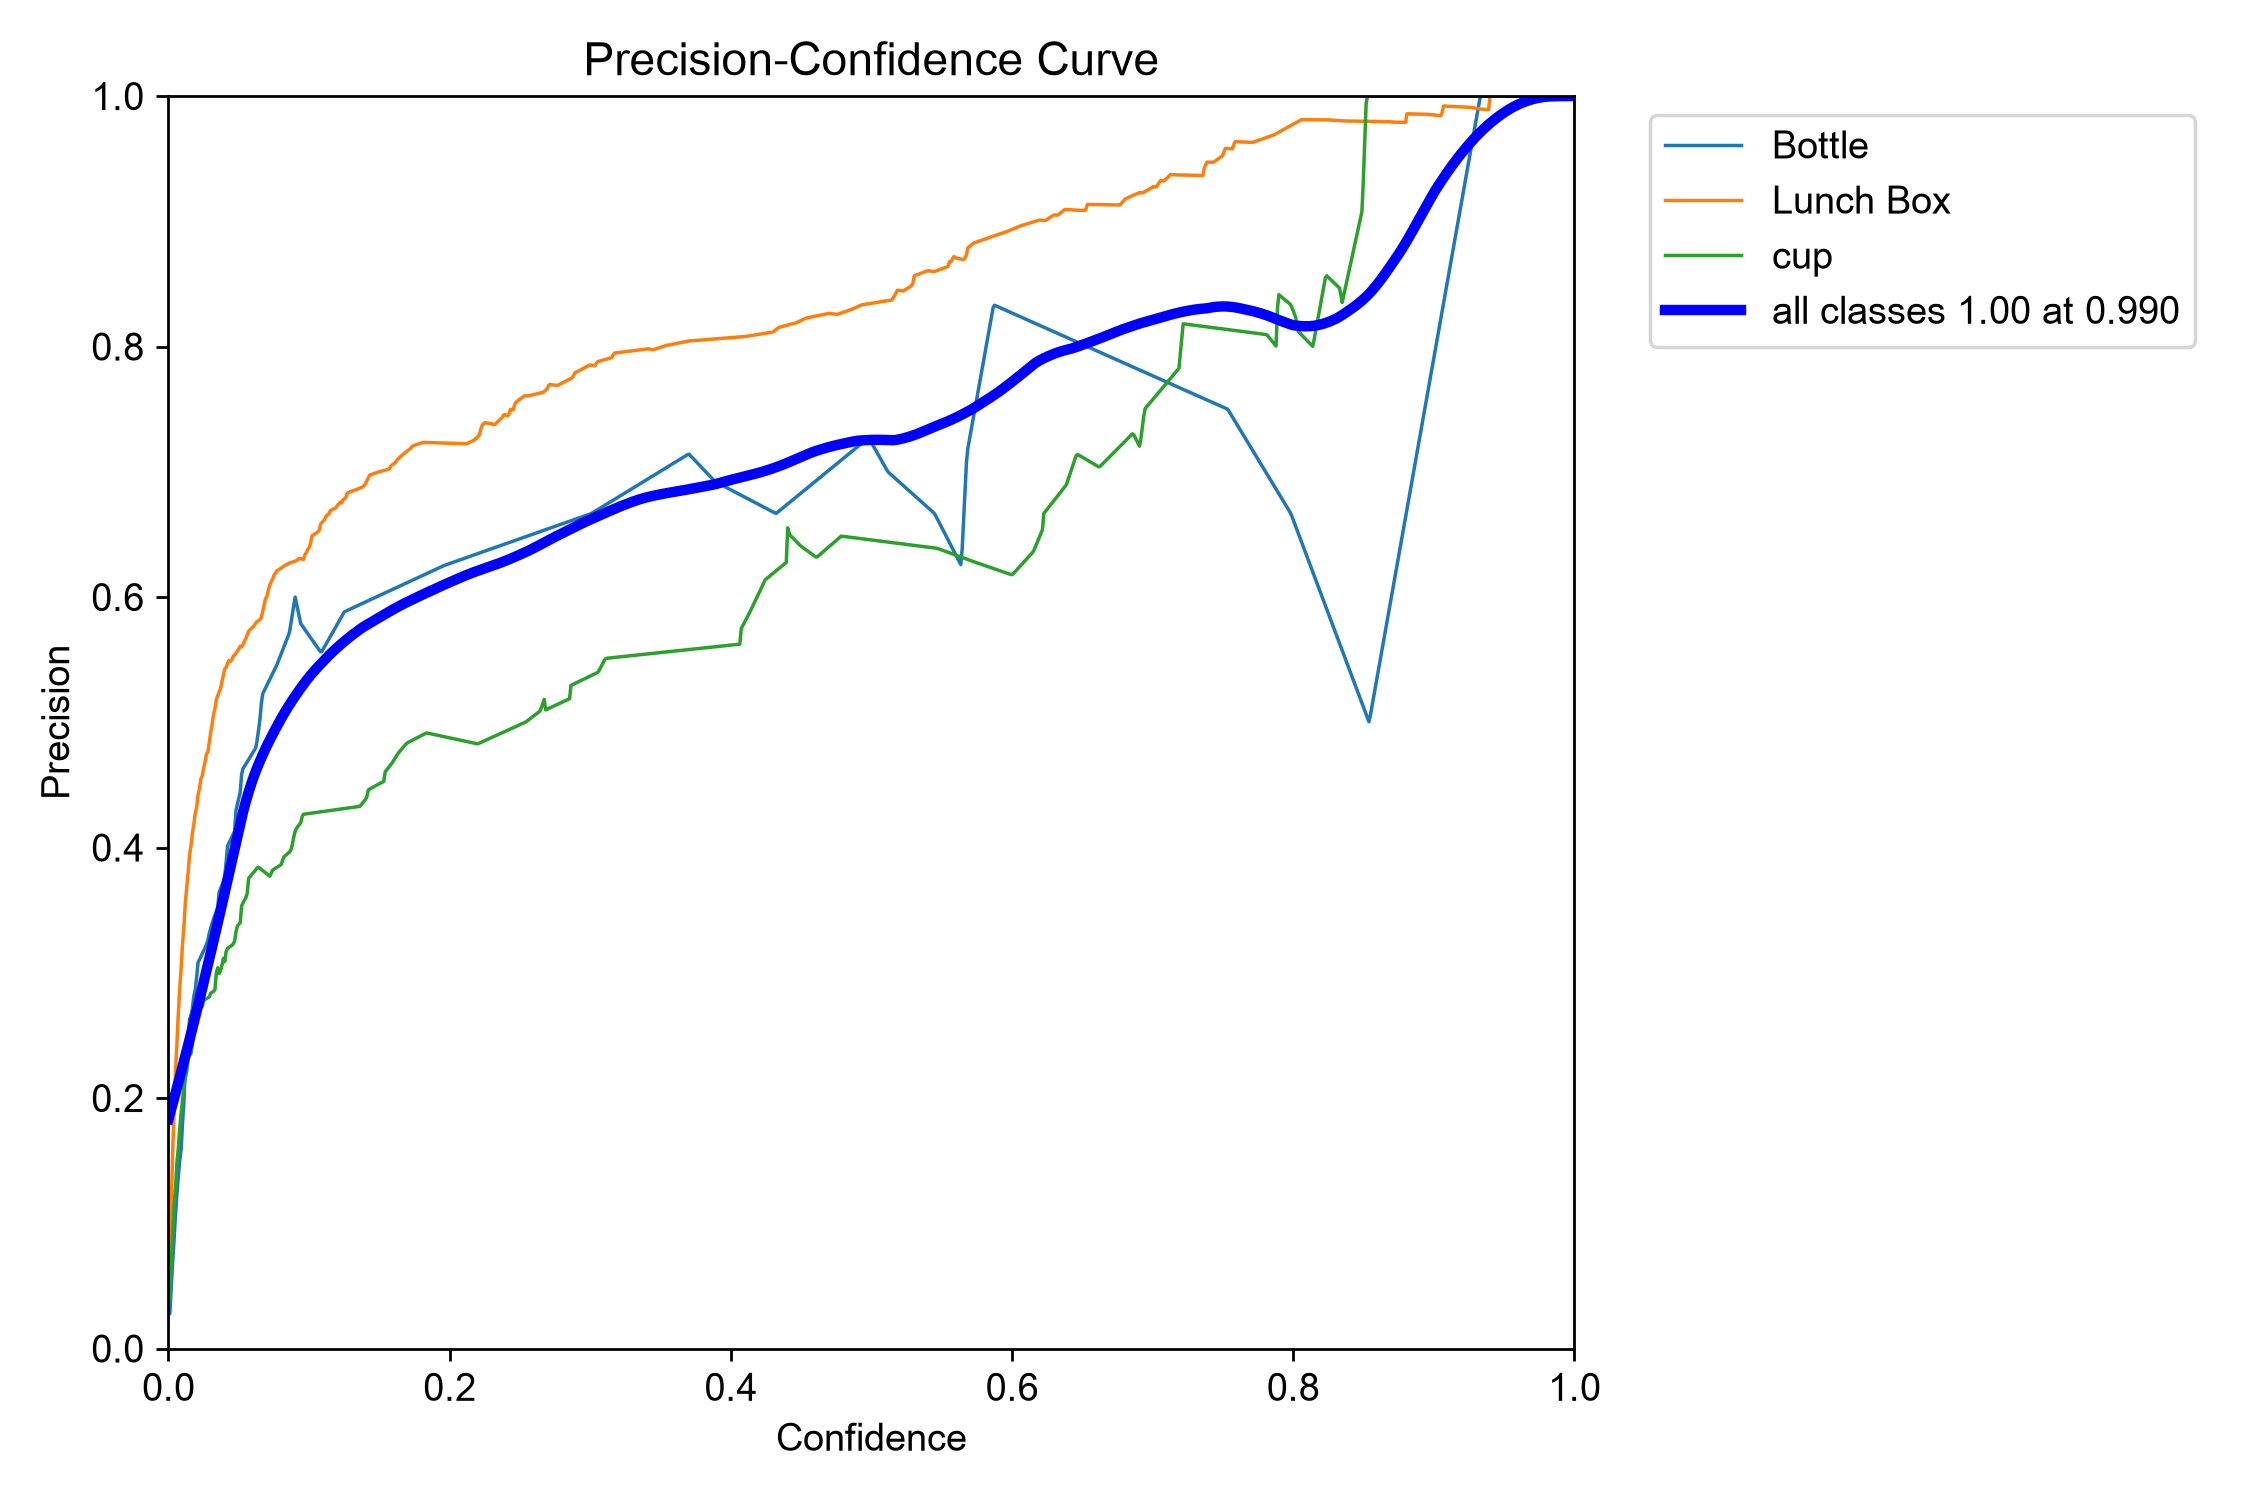 Precision-Confidence Curve
1.0
0.8
0.6
0.4
0.2
0.0
Precision
0.0 0.2 0.4 0.6 0.8 1.0
Confidence
Bottle
Lunch Box
cup
all classes 1.00 at 0.990